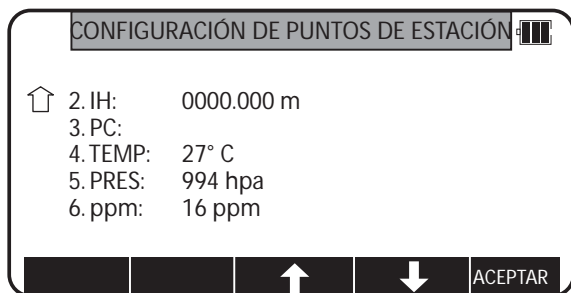 CONFIGURACIÓN DE PUNTOS DE ESTACIÓN
2. IH: 0000.000 m
3. PC:
4. TEMP: 27° C
5. PRES: 994 hpa
6. ppm: 16 ppm
ACEPTAR